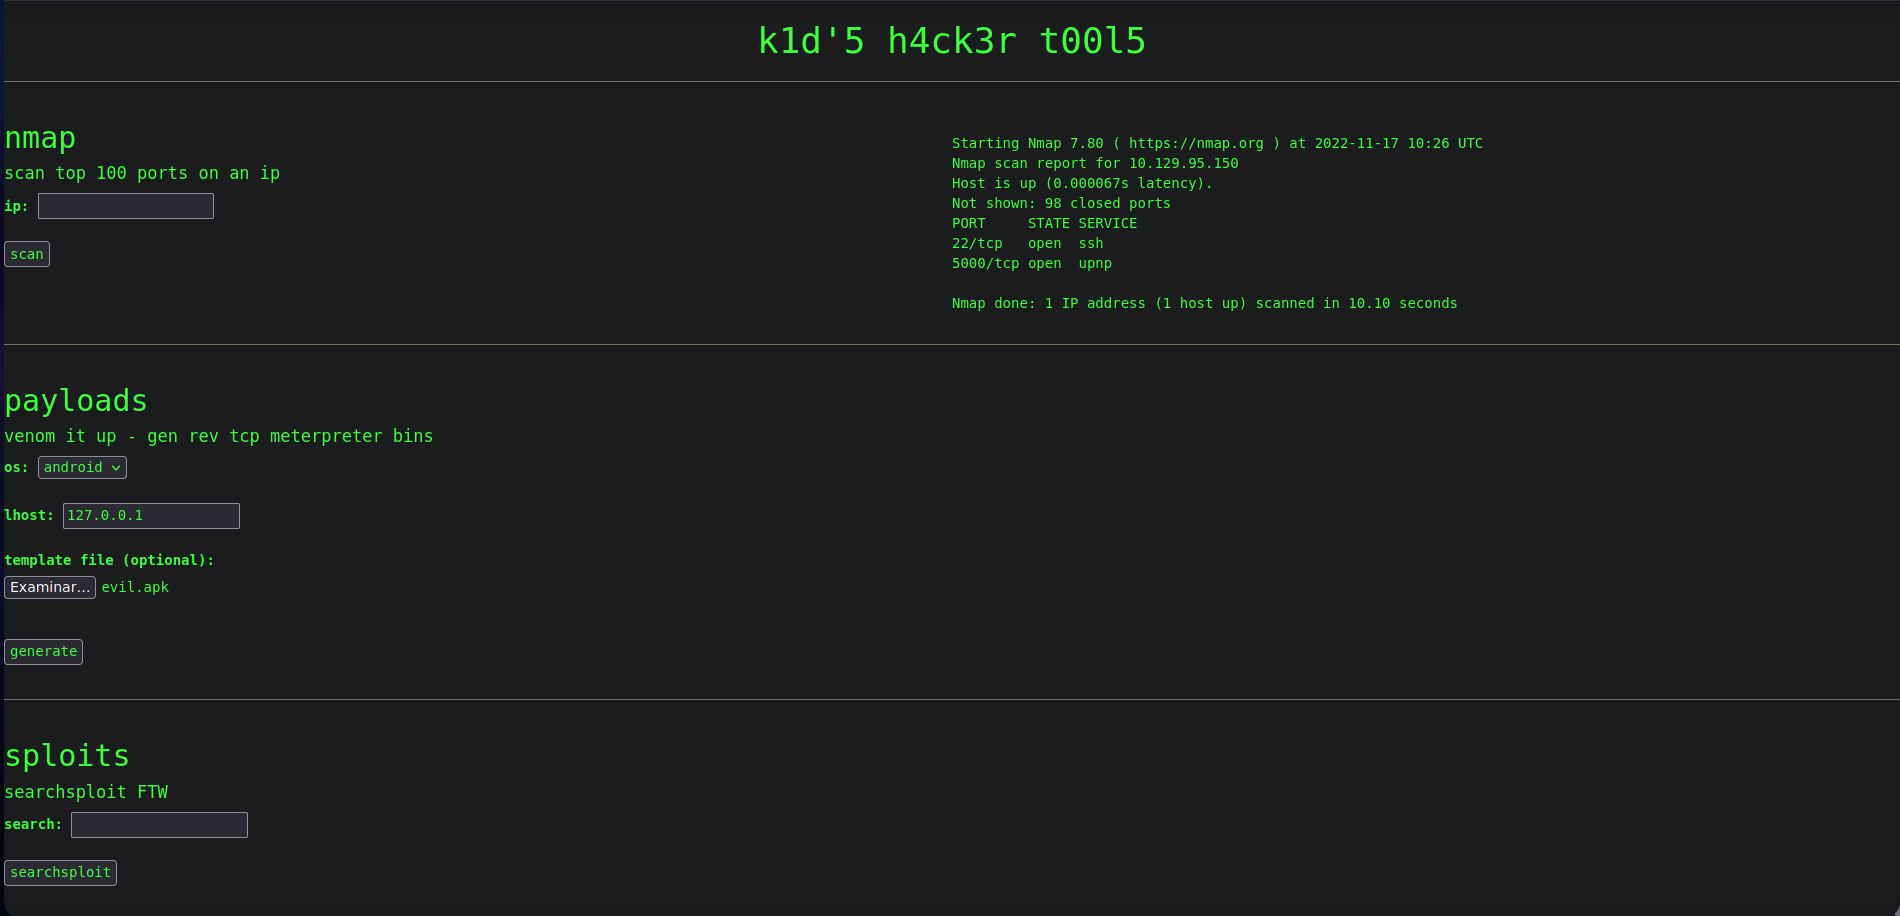 k1d'5 h4ck3r t00l5
nmap
scan top 100 ports on an ip
ip:
scan
Starting Nmap 7.80 ( https://nmap.org ) at 2022-11-17 10:26 UTC
Nmap scan report for 10.129.95.150
Host is up (0.000067s latency).
Not shown: 98 closed ports
PORT     STATE SERVICE
22/tcp   open  ssh
5000/tcp open  upnp
Nmap done: 1 IP address (1 host up) scanned in 10.10 seconds
payloads
venom it up - gen rev tcp meterpreter bins
os: android
lhost: 127.0.0.1
template file (optional):
Examinar... evil.apk
generate
sploits
searchsploit FTW
search:
searchsploit